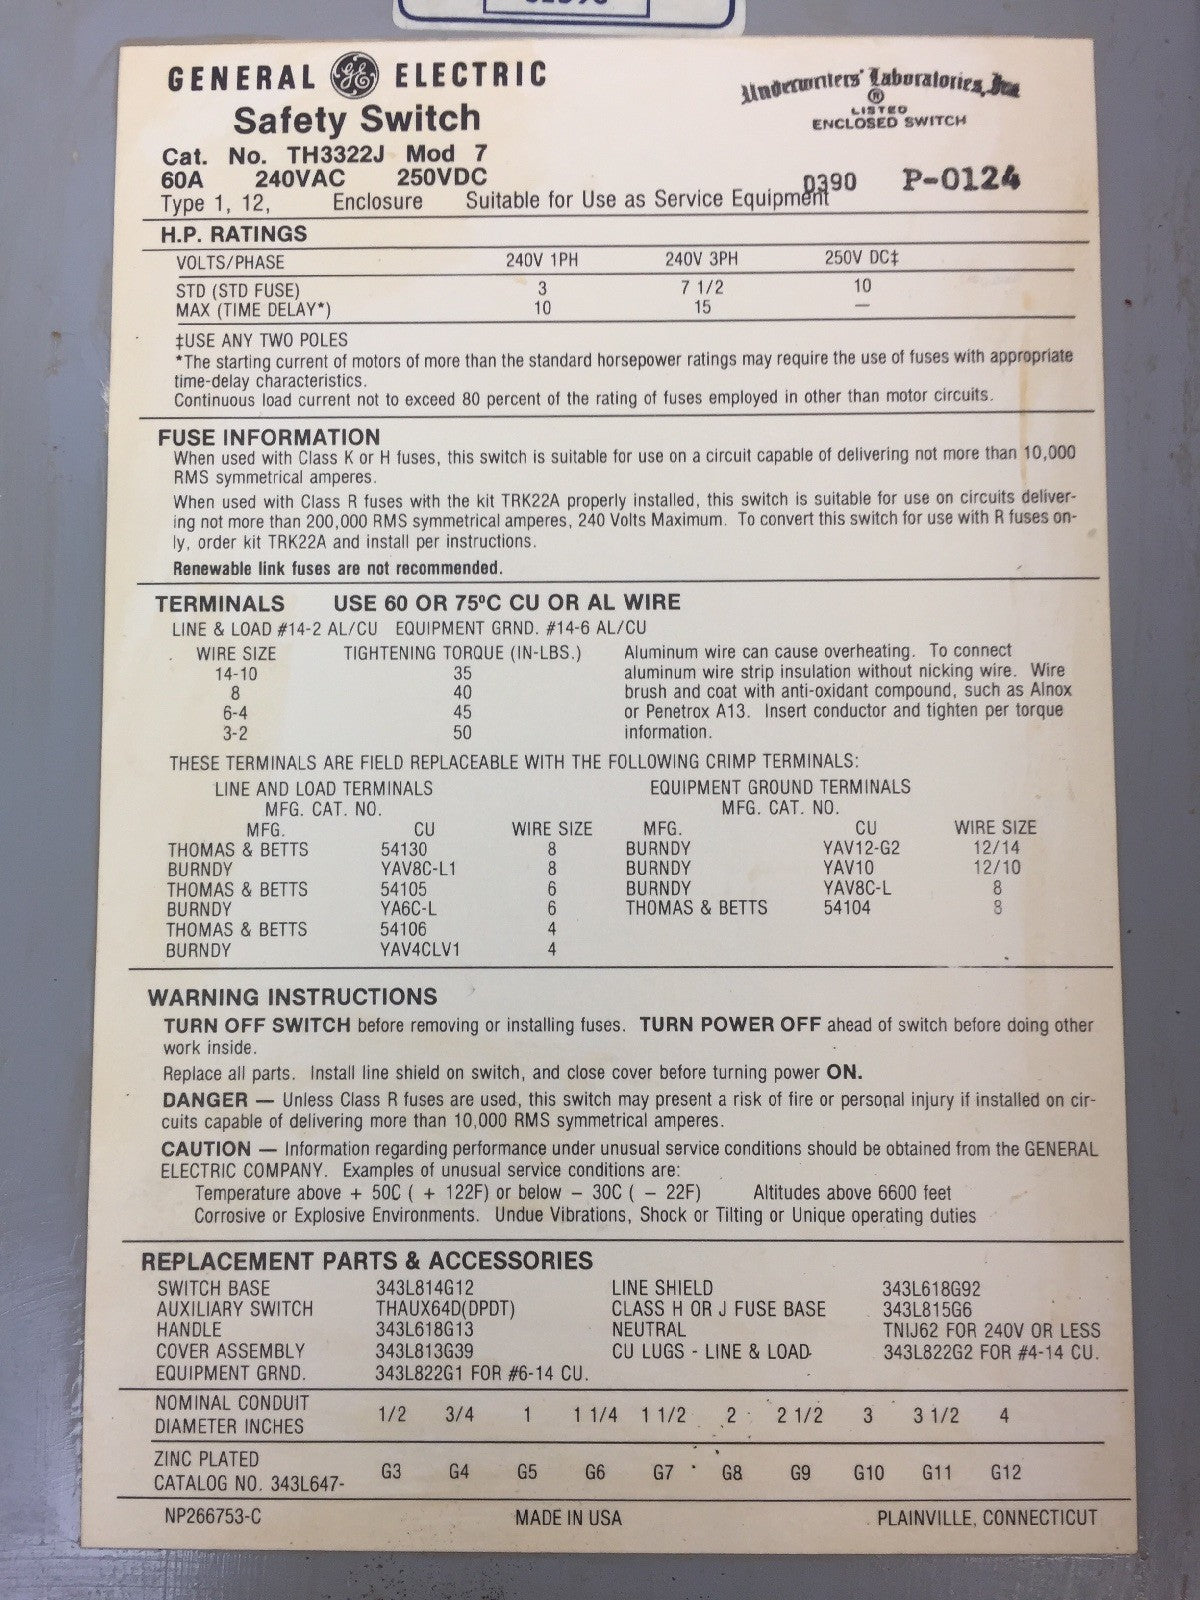 GENERAL GE ELECTRIC
Safety Switch
Underwriters' Laboratories, Inc.
®
LISTED
ENCLOSED SWITCH
Cat. No. TH3322J Mod 7
60A 240VAC 250VDC
0390 P-0124
Type 1, 12, Enclosure Suitable for Use as Service Equipment
H.P. RATINGS
VOLTS/PHASE 240V 1PH 240V 3PH 250V DC‡
STD (STD FUSE) 3 7 1/2 10
MAX (TIME DELAY*) 10 15 —
‡USE ANY TWO POLES
*The starting current of motors of more than the standard horsepower ratings may require the use of fuses with appropriate
time-delay characteristics.
Continuous load current not to exceed 80 percent of the rating of fuses employed in other than motor circuits.
FUSE INFORMATION
When used with Class K or H fuses, this switch is suitable for use on a circuit capable of delivering not more than 10,000
RMS symmetrical amperes.
When used with Class R fuses with the kit TRK22A properly installed, this switch is suitable for use on circuits deliver-
ing not more than 200,000 RMS symmetrical amperes, 240 Volts Maximum. To convert this switch for use with R fuses on-
ly, order kit TRK22A and install per instructions.
Renewable link fuses are not recommended.
TERMINALS USE 60 OR 75ºC CU OR AL WIRE
LINE & LOAD #14-2 AL/CU EQUIPMENT GRND. #14-6 AL/CU
WIRE SIZE TIGHTENING TORQUE (IN-LBS.)
14-10 35
8 40
6-4 45
3-2 50
Aluminum wire can cause overheating. To connect
aluminum wire strip insulation without nicking wire. Wire
brush and coat with anti-oxidant compound, such as Alnox
or Penetrox A13. Insert conductor and tighten per torque
information.
THESE TERMINALS ARE FIELD REPLACEABLE WITH THE FOLLOWING CRIMP TERMINALS:
LINE AND LOAD TERMINALS EQUIPMENT GROUND TERMINALS
MFG. CAT. NO. MFG. CAT. NO.
MFG. CU WIRE SIZE MFG. CU WIRE SIZE
THOMAS & BETTS 54130 8 BURNDY YAV12-G2 12/14
BURNDY YAV8C-L1 8 BURNDY YAV10 12/10
THOMAS & BETTS 54105 6 BURNDY YAV8C-L 8
BURNDY YA6C-L 6 THOMAS & BETTS 54104 8
THOMAS & BETTS 54106 4
BURNDY YAV4CLV1 4
WARNING INSTRUCTIONS
TURN OFF SWITCH before removing or installing fuses. TURN POWER OFF ahead of switch before doing other
work inside.
Replace all parts. Install line shield on switch, and close cover before turning power ON.
DANGER — Unless Class R fuses are used, this switch may present a risk of fire or personal injury if installed on cir-
cuits capable of delivering more than 10,000 RMS symmetrical amperes.
CAUTION — Information regarding performance under unusual service conditions should be obtained from the GENERAL
ELECTRIC COMPANY. Examples of unusual service conditions are:
Temperature above + 50C ( + 122F) or below - 30C ( - 22F) Altitudes above 6600 feet
Corrosive or Explosive Environments. Undue Vibrations, Shock or Tilting or Unique operating duties
REPLACEMENT PARTS & ACCESSORIES
SWITCH BASE 343L814G12 LINE SHIELD 343L618G92
AUXILIARY SWITCH THAUX64D(DPDT) CLASS H OR J FUSE BASE 343L815G6
HANDLE 343L618G13 NEUTRAL TNIJ62 FOR 240V OR LESS
COVER ASSEMBLY 343L813G39 CU LUGS - LINE & LOAD 343L822G2 FOR #4-14 CU.
EQUIPMENT GRND. 343L822G1 FOR #6-14 CU.
NOMINAL CONDUIT
DIAMETER INCHES 1/2 3/4 1 1 1/4 1 1/2 2 2 1/2 3 3 1/2 4
ZINC PLATED
CATALOG NO. 343L647- G3 G4 G5 G6 G7 G8 G9 G10 G11 G12
NP266753-C MADE IN USA PLAINVILLE, CONNECTICUT